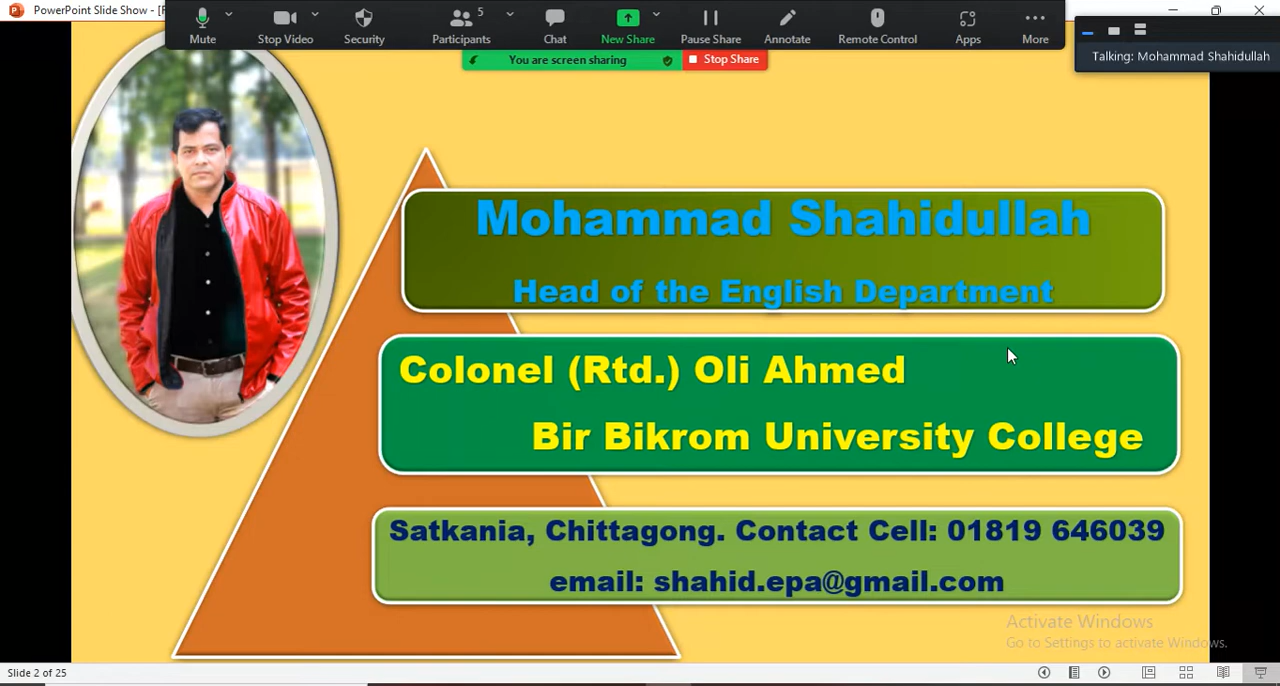 PowerPoint Slide Show - [F
Mute
Stop Video
Security
5
Participants
Chat
New Share
Pause Share
Annotate
Remote Control
Apps
More
You are screen sharing
Stop Share
Talking: Mohammad Shahidullah
Mohammad Shahidullah
Head of the English Department
Colonel (Rtd.) Oli Ahmed
Bir Bikrom University College
Satkania, Chittagong. Contact Cell: 01819 646039
email: shahid.epa@gmail.com
Activate Windows
Go to Settings to activate Windows.
Slide 2 of 25